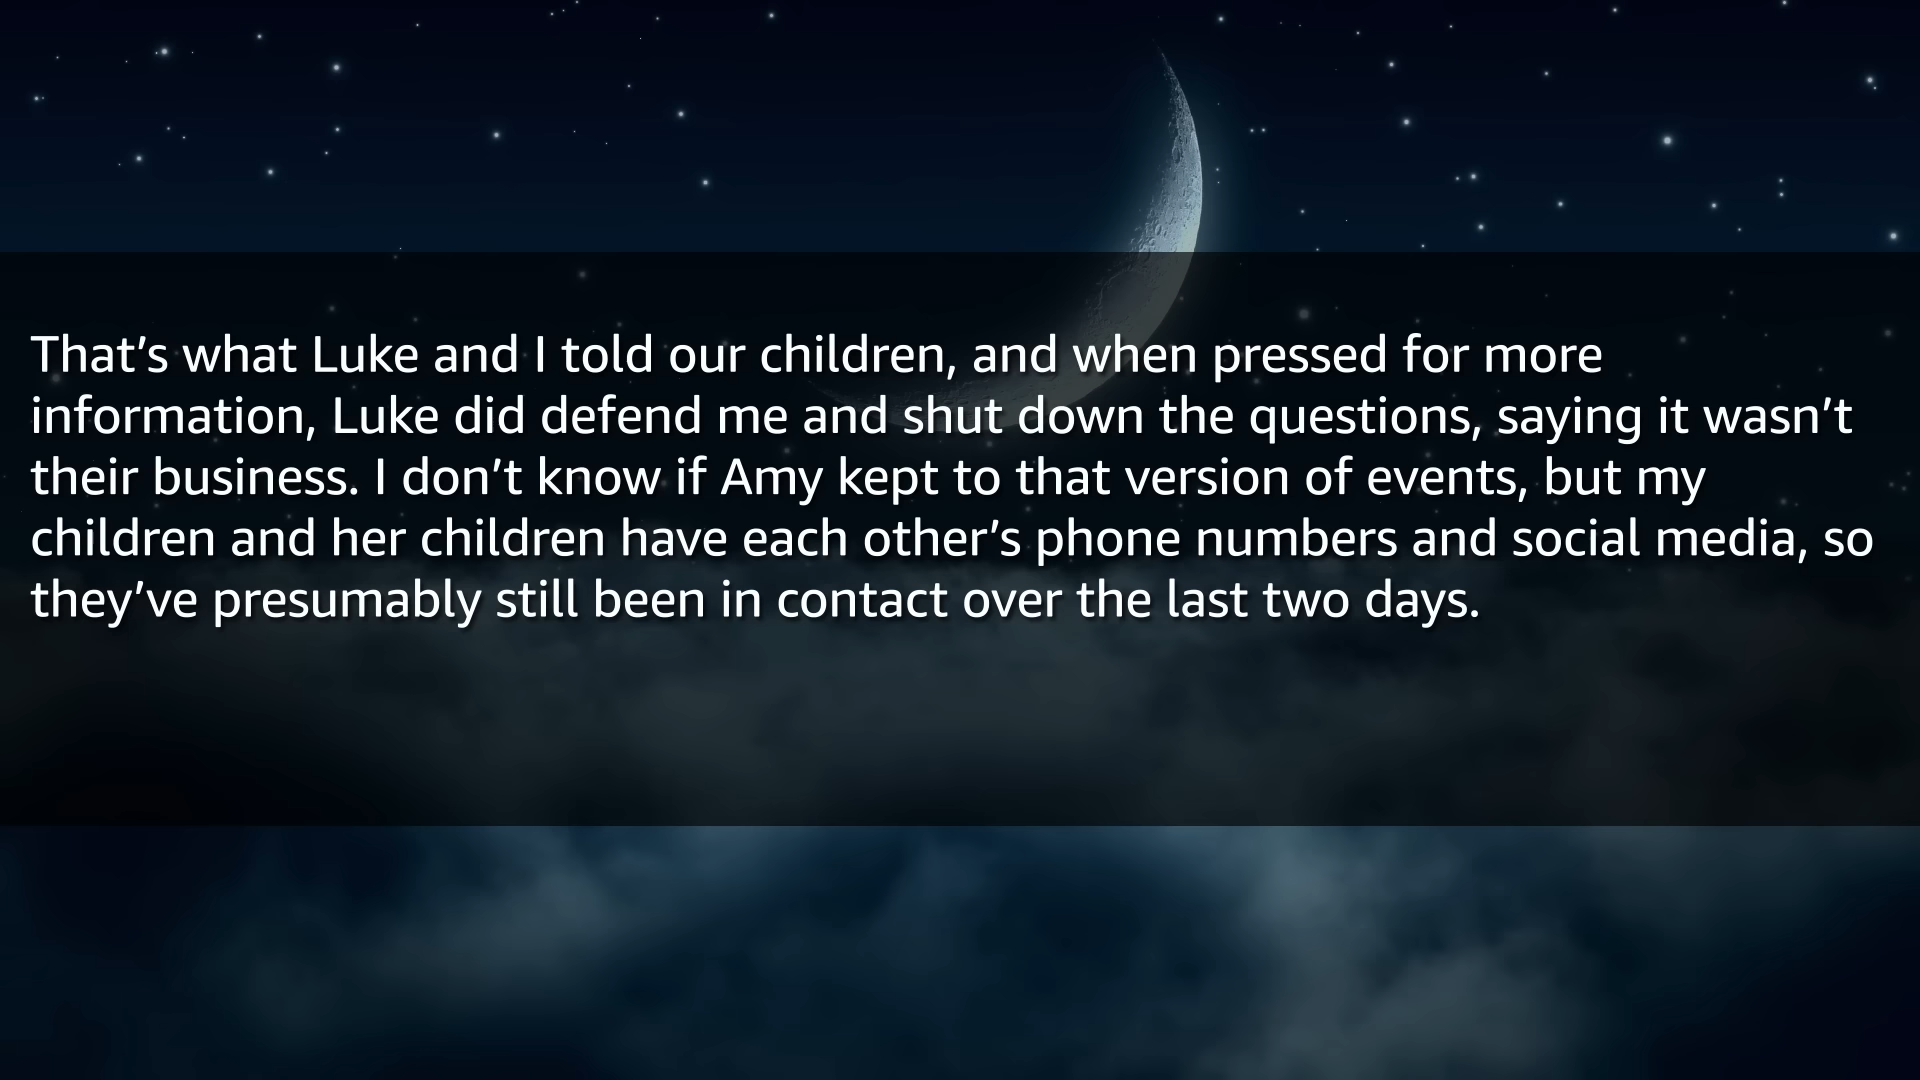 That’s what Luke and I told our children, and when pressed for more
information, Luke did defend me and shut down the questions, saying it wasn’t
their business. I don’t know if Amy kept to that version of events, but my
children and her children have each other’s phone numbers and social media, so
they’ve presumably still been in contact over the last two days.